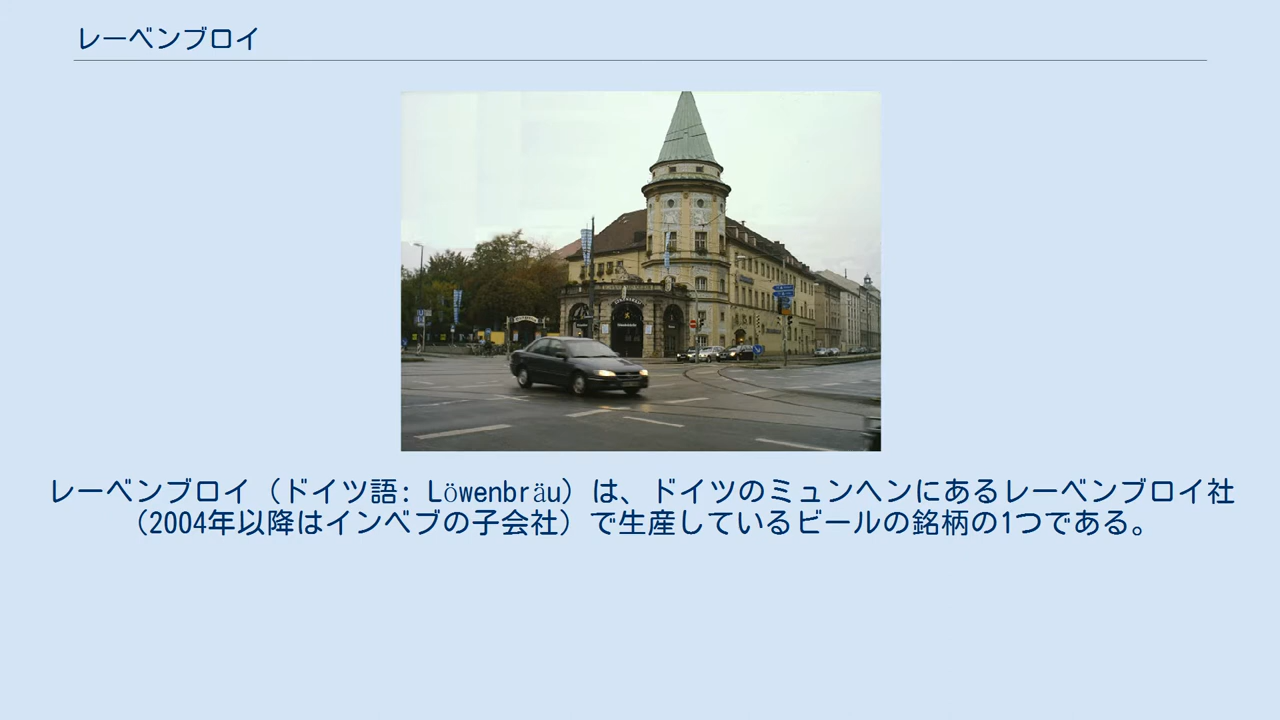 レーベンブロイ
レーベンブロイ（ドイツ語: Löwenbräu）は、ドイツのミュンヘンにあるレーベンブロイ社
（2004年以降はインベブの子会社）で生産しているビールの銘柄の1つである。